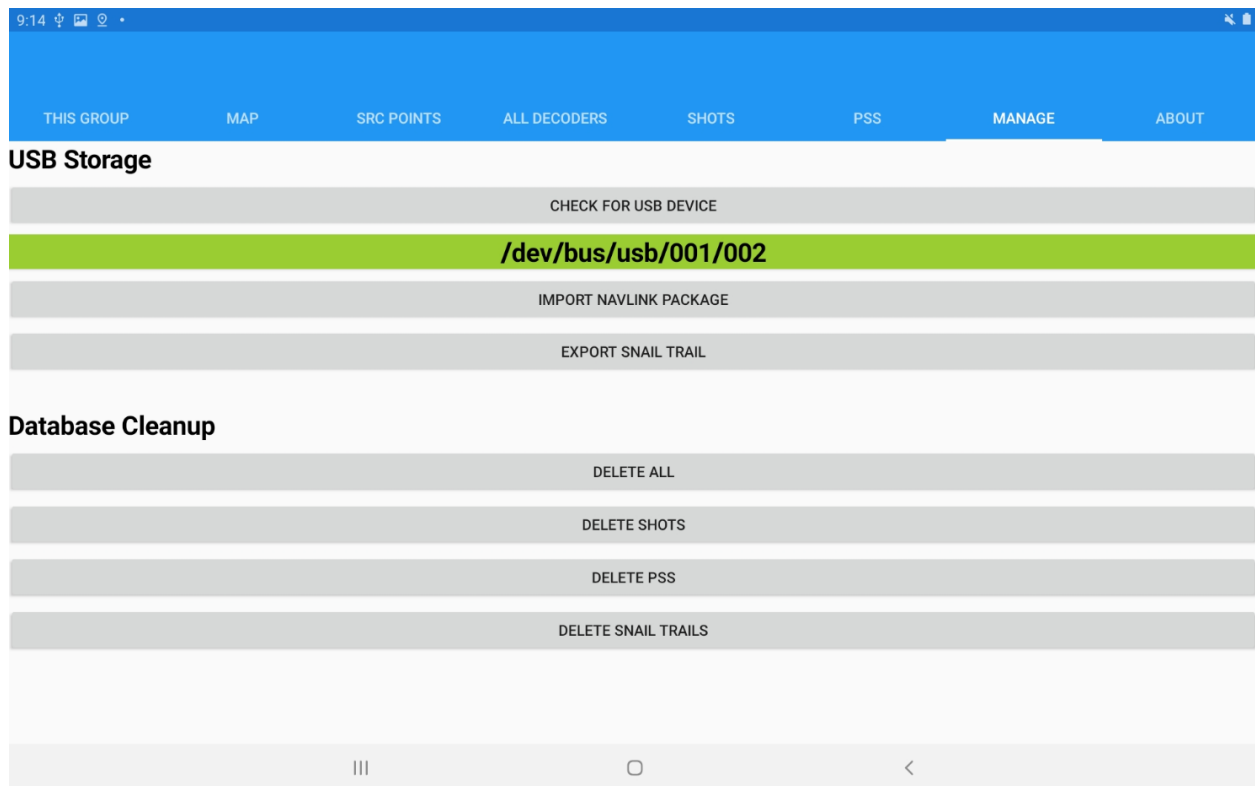 9:14
THIS GROUP MAP SRC POINTS ALL DECODERS SHOTS PSS MANAGE ABOUT
USB Storage
CHECK FOR USB DEVICE
/dev/bus/usb/001/002
IMPORT NAVLINK PACKAGE
EXPORT SNAIL TRAIL
Database Cleanup
DELETE ALL
DELETE SHOTS
DELETE PSS
DELETE SNAIL TRAILS